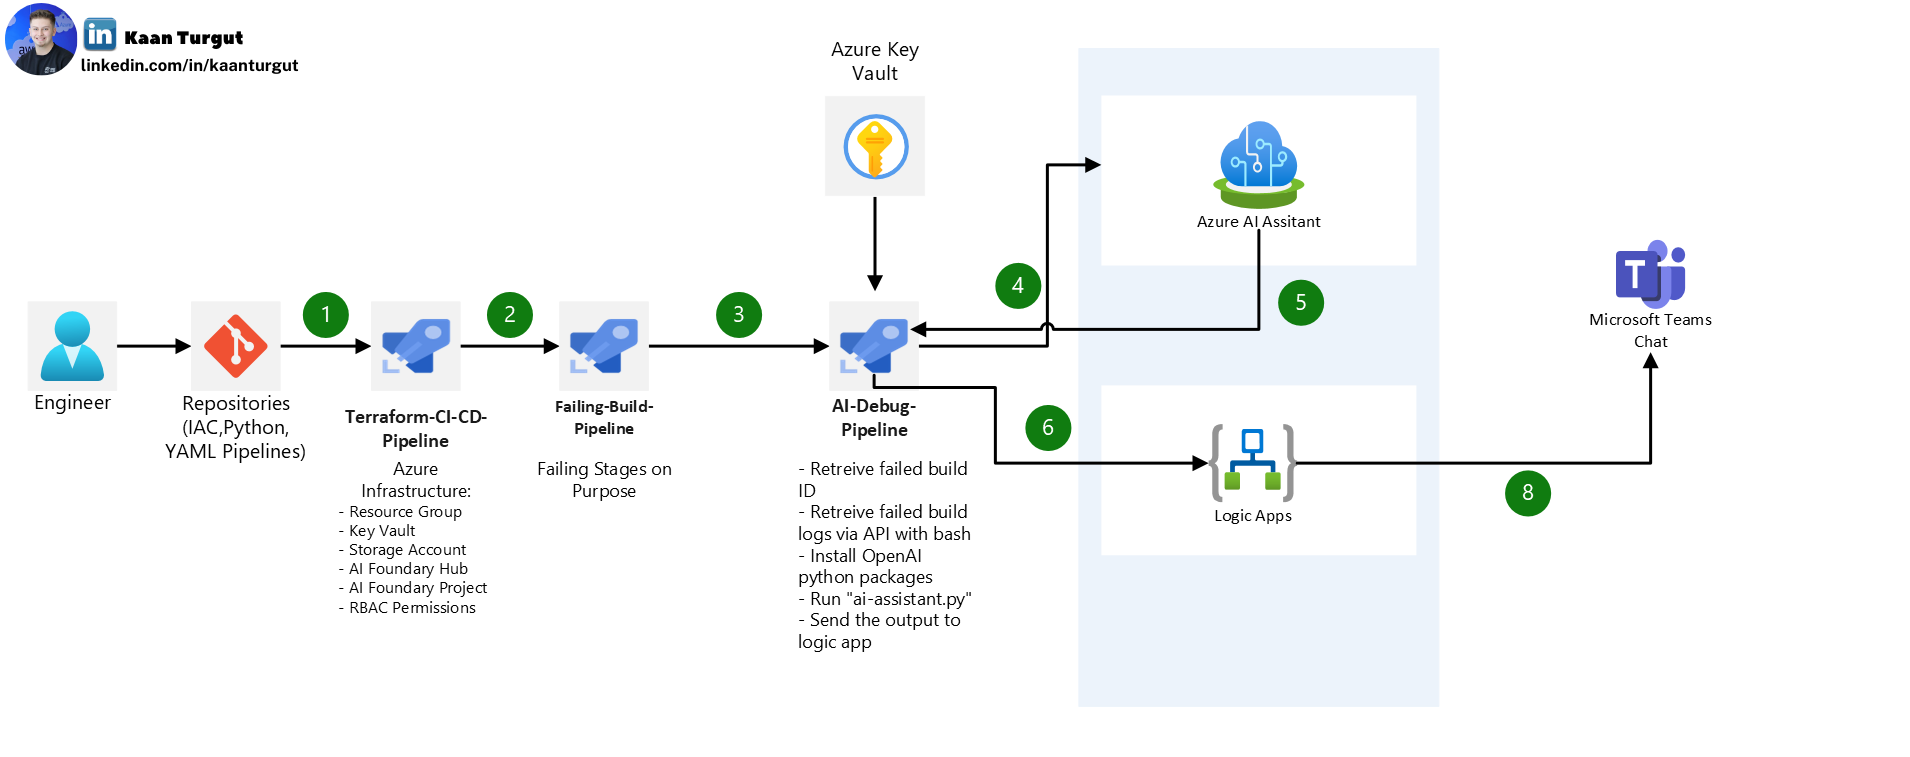 in Kaan Turgut
linkedin.com/in/kaanturgut
aw
Azure Key
Vault
Azure AI Assitant
4
5
T
Microsoft Teams
Chat
1
2
3
Engineer
Repositories
(IAC,Python,
YAML Pipelines)
Terraform-CI-CD-
Pipeline
Azure
Infrastructure:
- Resource Group
- Key Vault
- Storage Account
- AI Foundary Hub
- AI Foundary Project
- RBAC Permissions
Failing-Build-
Pipeline
Failing Stages on
Purpose
AI-Debug-
Pipeline
- Retreive failed build
ID
- Retreive failed build
logs via API with bash
- Install OpenAI
python packages
- Run "ai-assistant.py"
- Send the output to
logic app
6
Logic Apps
8